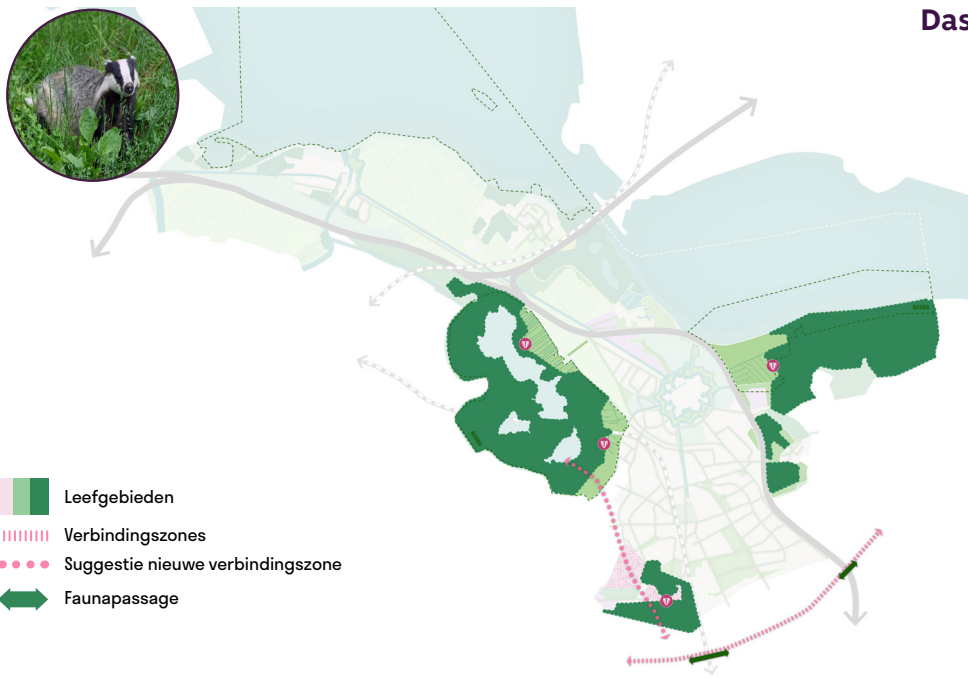 Das
Leefgebieden
Verbindingszones
Suggestie nieuwe verbindingszone
Faunapassage